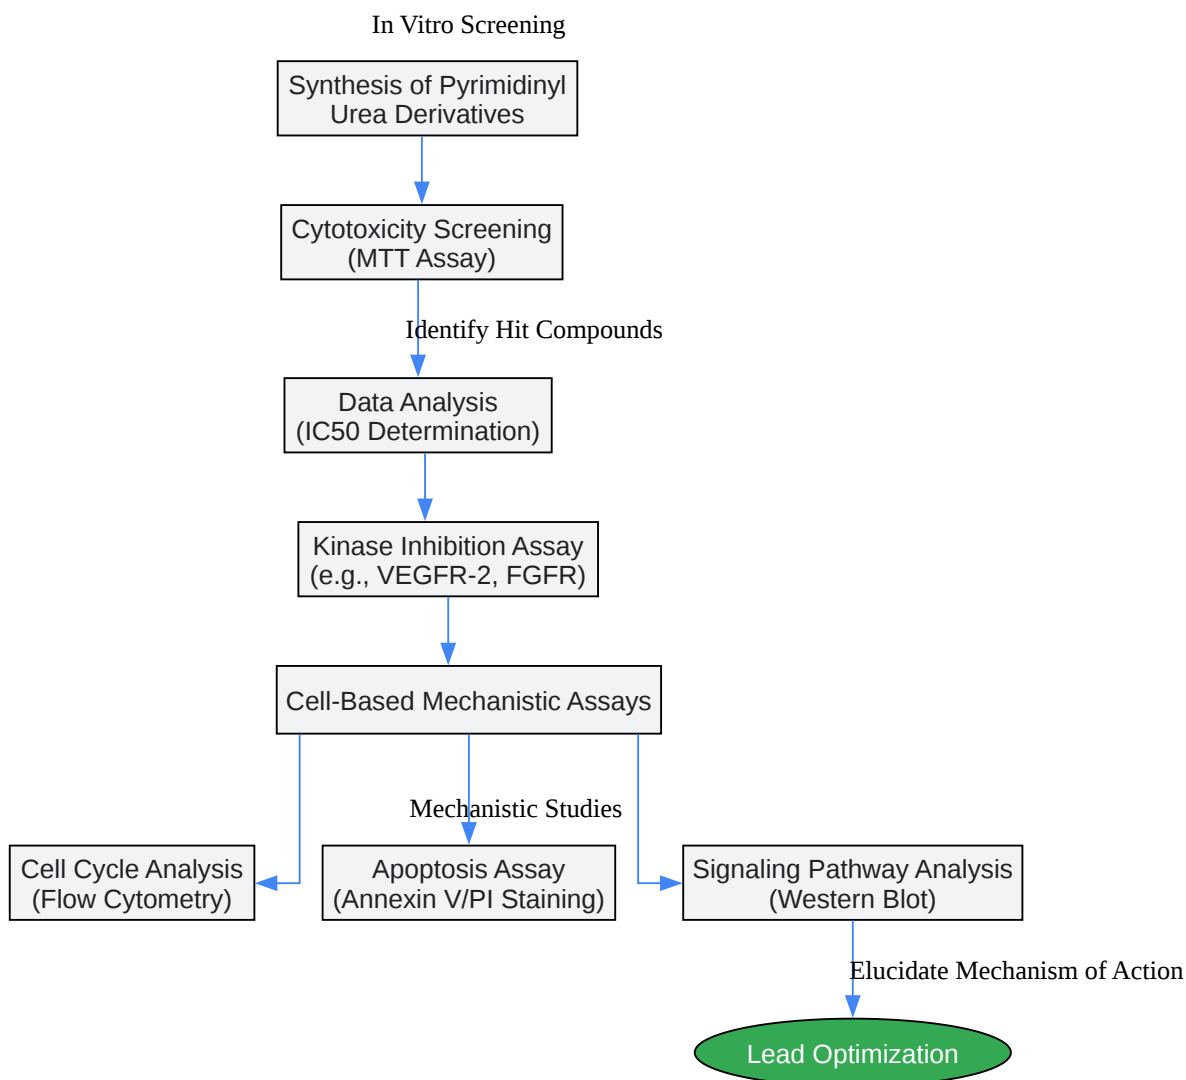 In Vitro Screening
Synthesis of Pyrimidinyl
Urea Derivatives
Cytotoxicity Screening
(MTT Assay)
Identify Hit Compounds
Data Analysis
(IC50 Determination)
Kinase Inhibition Assay
(e.g., VEGFR-2, FGFR)
Cell-Based Mechanistic Assays
Mechanistic Studies
Cell Cycle Analysis
(Flow Cytometry)
Apoptosis Assay
(Annexin V/PI Staining)
Signaling Pathway Analysis
(Western Blot)
Elucidate Mechanism of Action
Lead Optimization